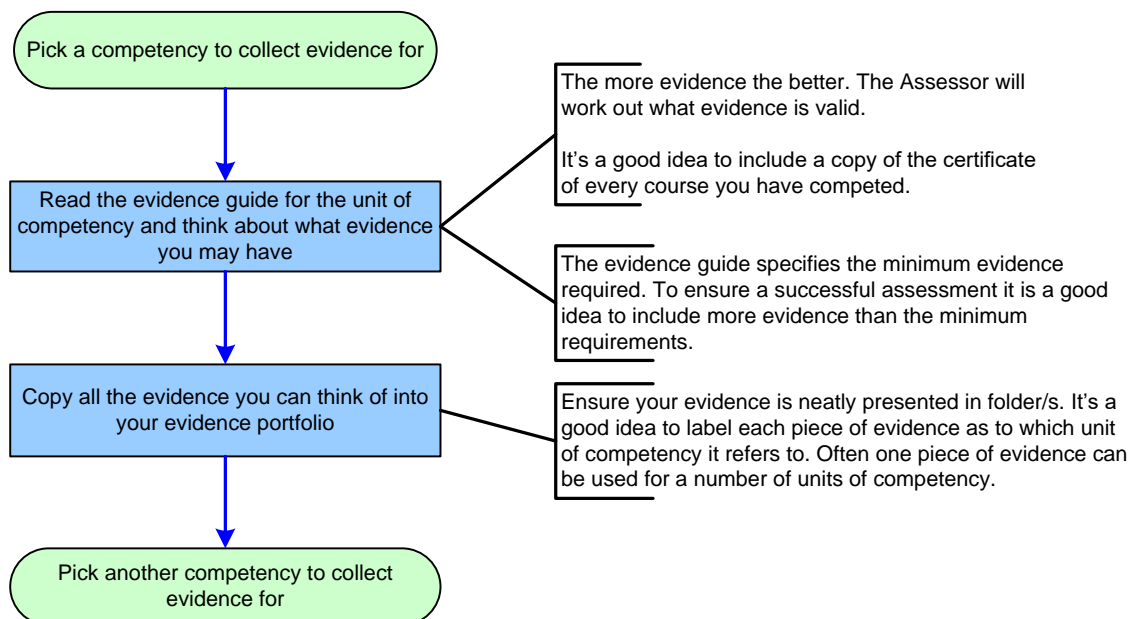 Pick a competency to collect evidence for
The more evidence the better. The Assessor will
work out what evidence is valid.
It's a good idea to include a copy of the certificate
of every course you have competed.
Read the evidence guide for the unit of
competency and think about what evidence
you may have
The evidence guide specifies the minimum evidence
required. To ensure a successful assessment it is a good
idea to include more evidence than the minimum
requirements.
Copy all the evidence you can think of into
your evidence portfolio
Ensure your evidence is neatly presented in folder/s. It's a
good idea to label each piece of evidence as to which unit
of competency it refers to. Often one piece of evidence can
be used for a number of units of competency.
Pick another competency to collect
evidence for